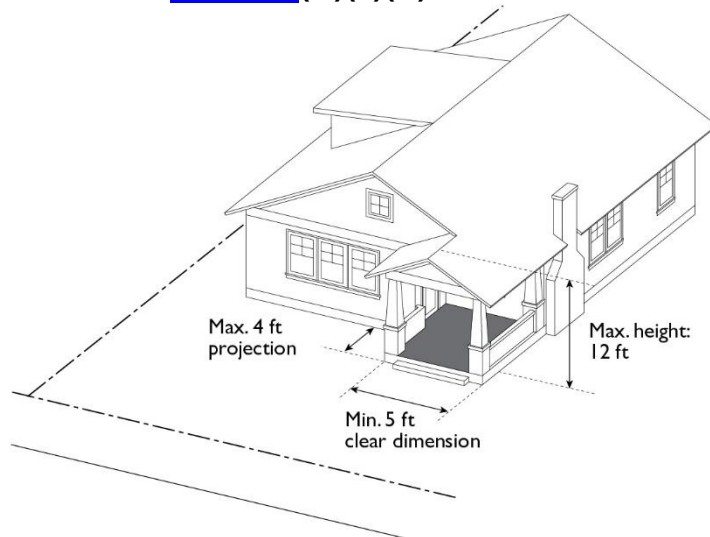 Max. 4 ft
projection
Max. height:
12 ft
Min. 5 ft
clear dimension